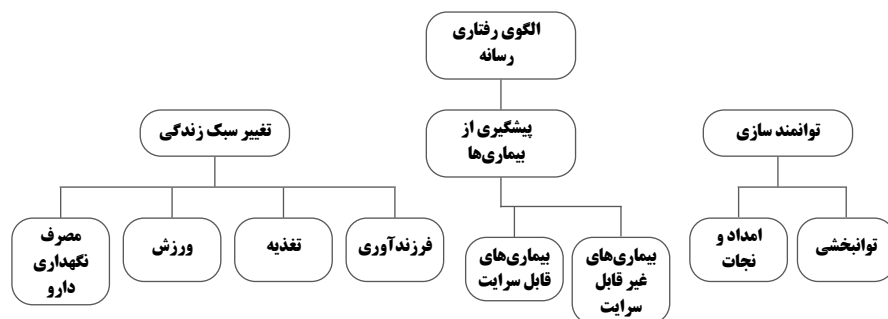 الگوی رفتاری
رسانه
توانمند سازی
پیشگیری از
بیماری‌ها
تغییر سبک زندگی
توانبخشی
امداد و
نجات
بیماری‌های
غیر قابل
سرایت
بیماری‌های
قابل سرایت
فرزندآوری
تغذیه
ورزش
مصرف
نگهداری
دارو